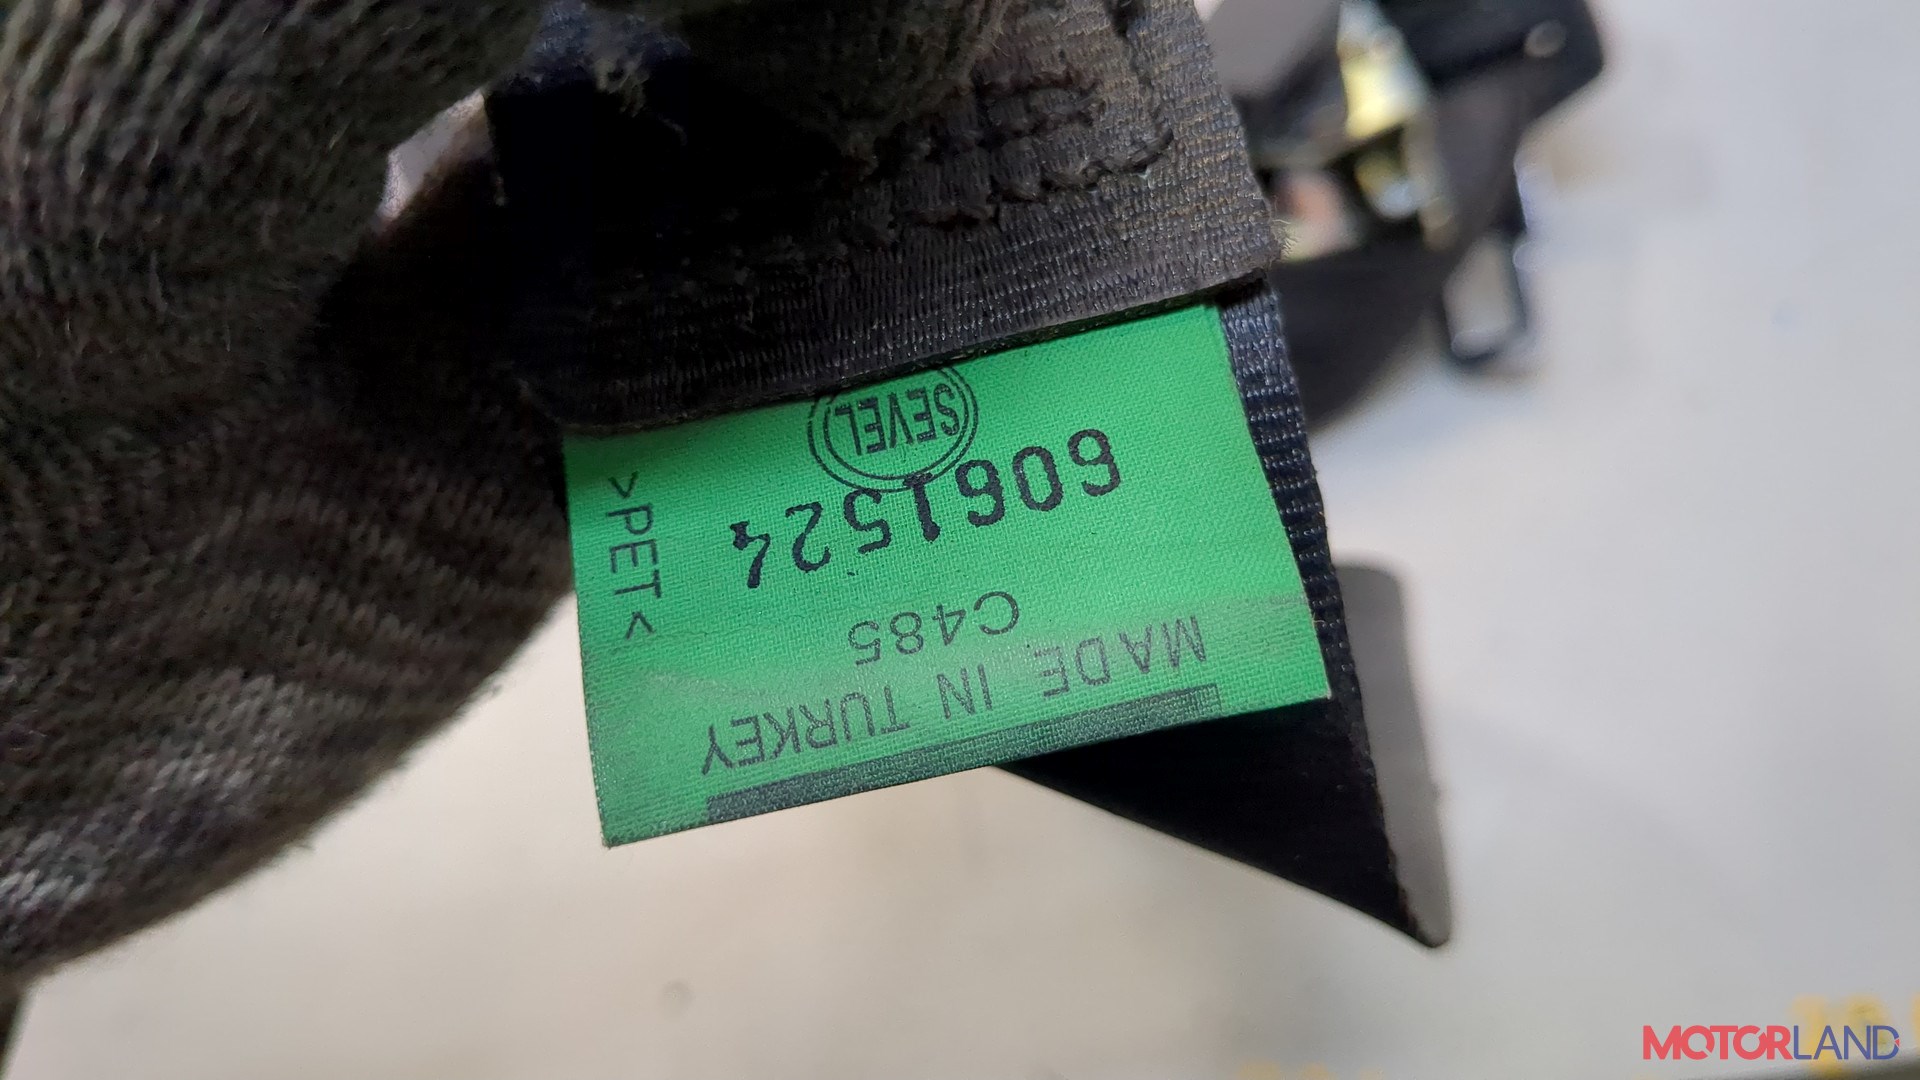 MADE IN TURKEY
C485
6061524
SEVEL
>PET<
MOTORLAND